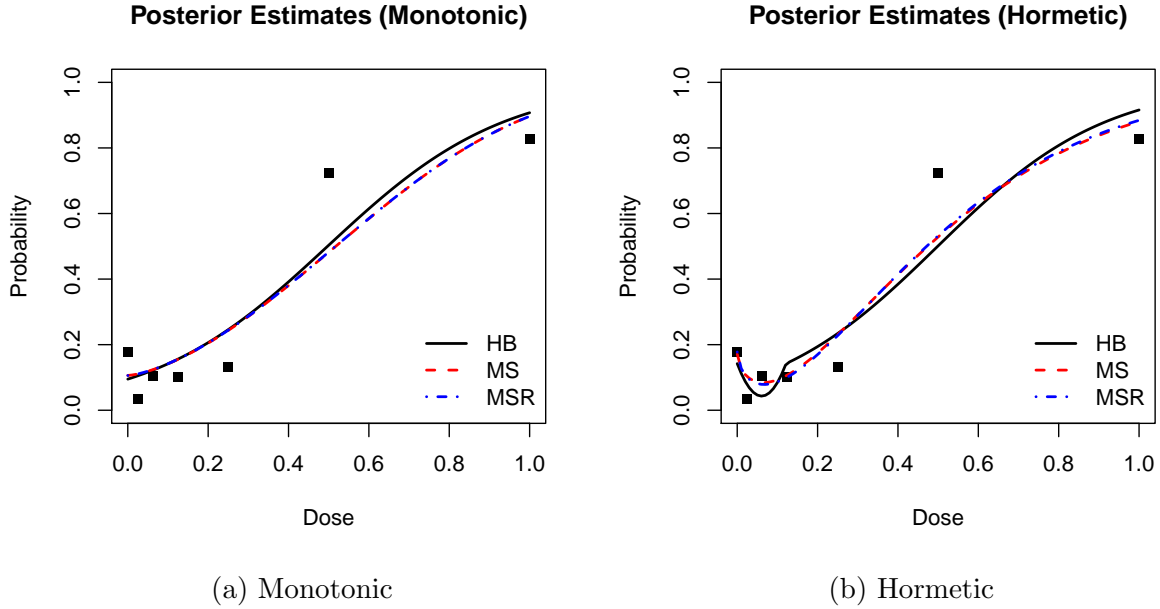 Posterior Estimates (Monotonic)
Probability
1.0
0.8
0.6
0.4
0.2
0.0
HB
MS
MSR
0.0 0.2 0.4 0.6 0.8 1.0
Dose
(a) Monotonic
Posterior Estimates (Hormetic)
Probability
1.0
0.8
0.6
0.4
0.2
0.0
HB
MS
MSR
0.0 0.2 0.4 0.6 0.8 1.0
Dose
(b) Hormetic